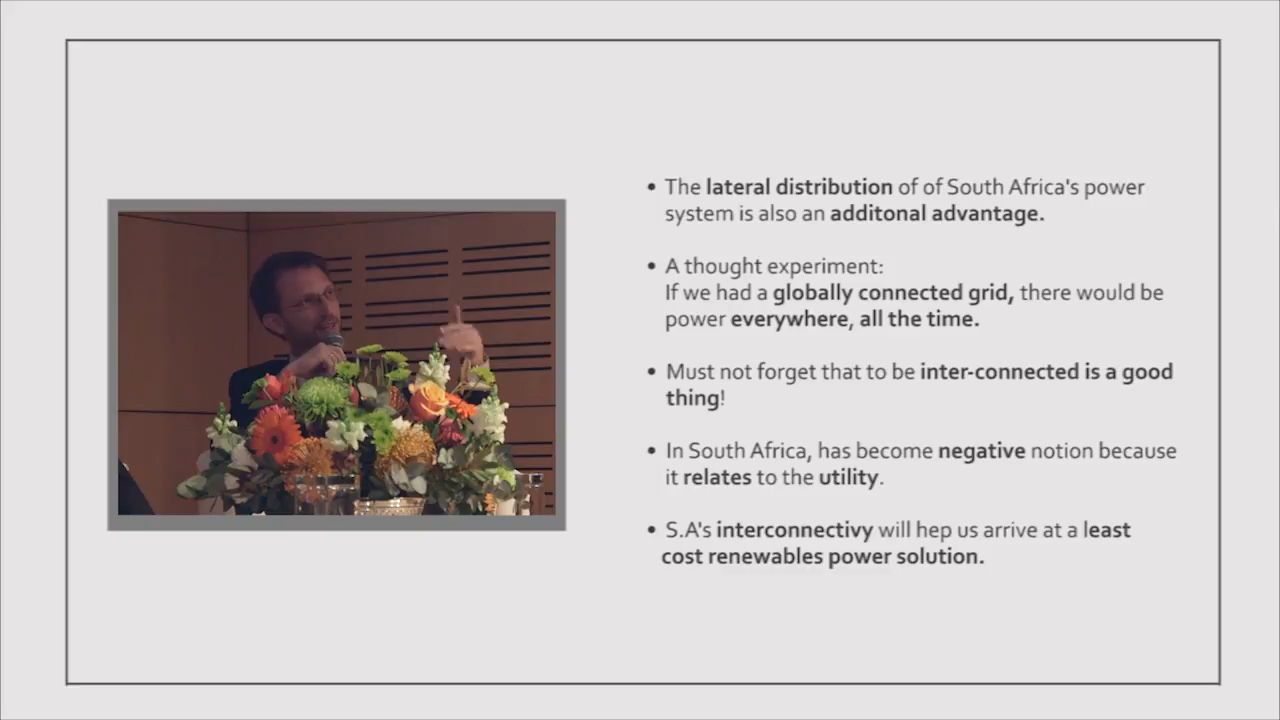 • The lateral distribution of of South Africa's power
system is also an additonal advantage.
• A thought experiment:
If we had a globally connected grid, there would be
power everywhere, all the time.
• Must not forget that to be inter-connected is a good
thing!
• In South Africa, has become negative notion because
it relates to the utility.
• S.A's interconnectivy will hep us arrive at a least
cost renewables power solution.